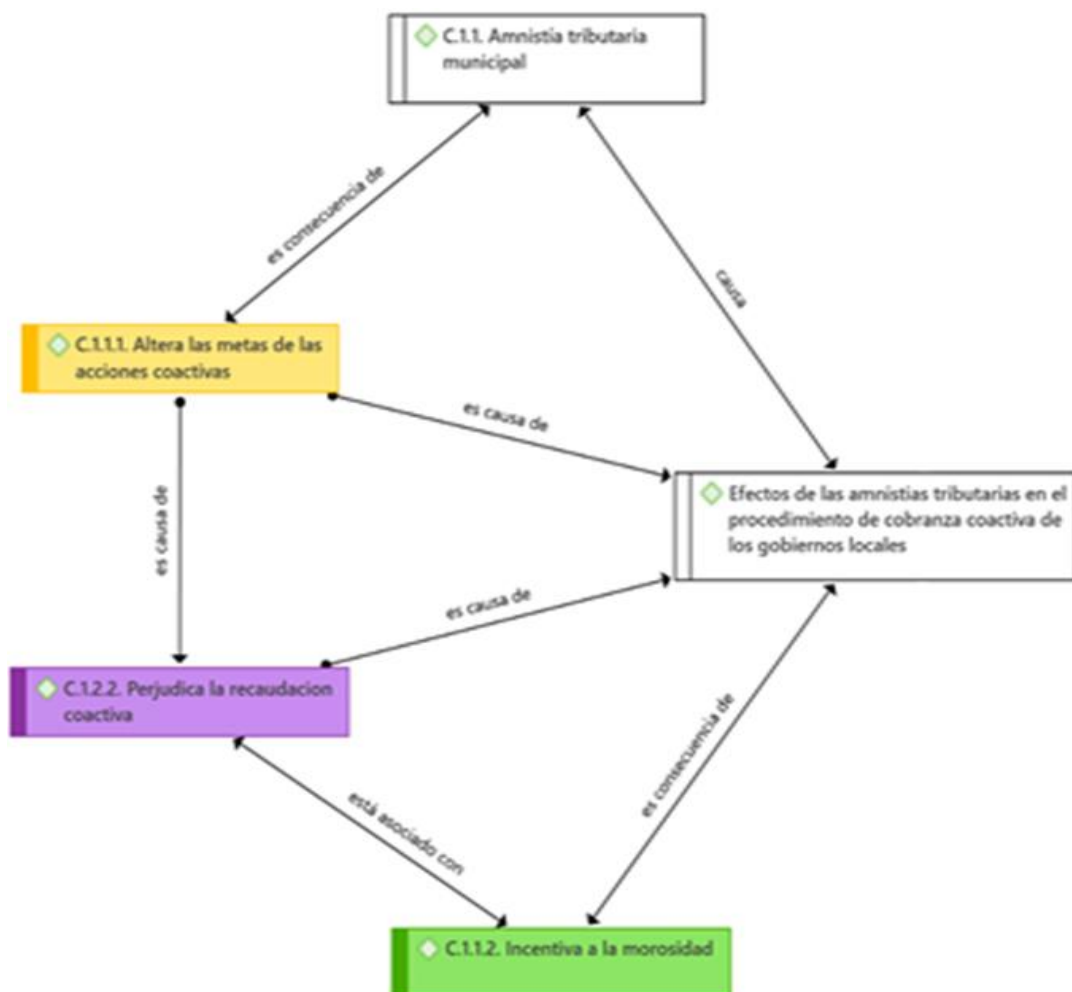 C.1.1. Amnistia tributaria
municipal
es consecuencia de
causa
C.1.1.1. Altera las metas de las
acciones coactivas
es causa de
es causa de
Efectos de las amnistias tributarias en el
procedimiento de cobranza coactiva de
los gobiernos locales
es causa de
C.1.2.2. Perjudica la recaudacion
coactiva
es consecuencia de
está asociado con
C.1.1.2. Incentiva a la morosidad